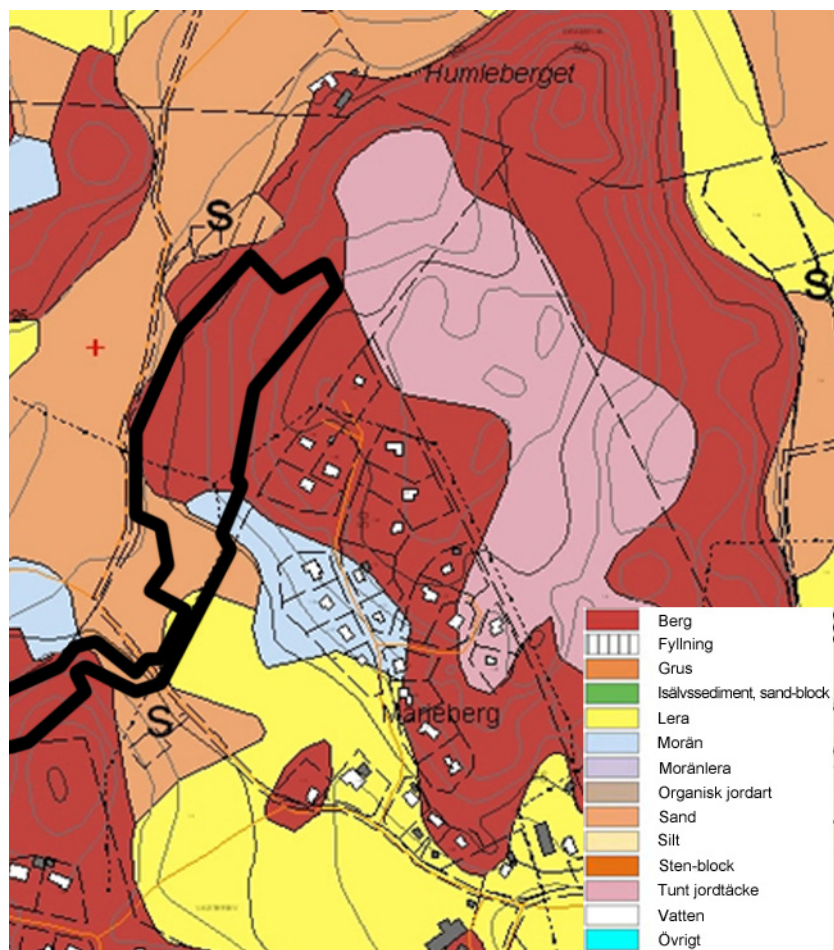 Humleberget
S
S
S
Marieberg
Berg
Fyllning
Grus
Isälvssediment, sand-block
Lera
Morän
Moränlera
Organisk jordart
Sand
Silt
Sten-block
Tunt jordtäcke
Vatten
Övrigt